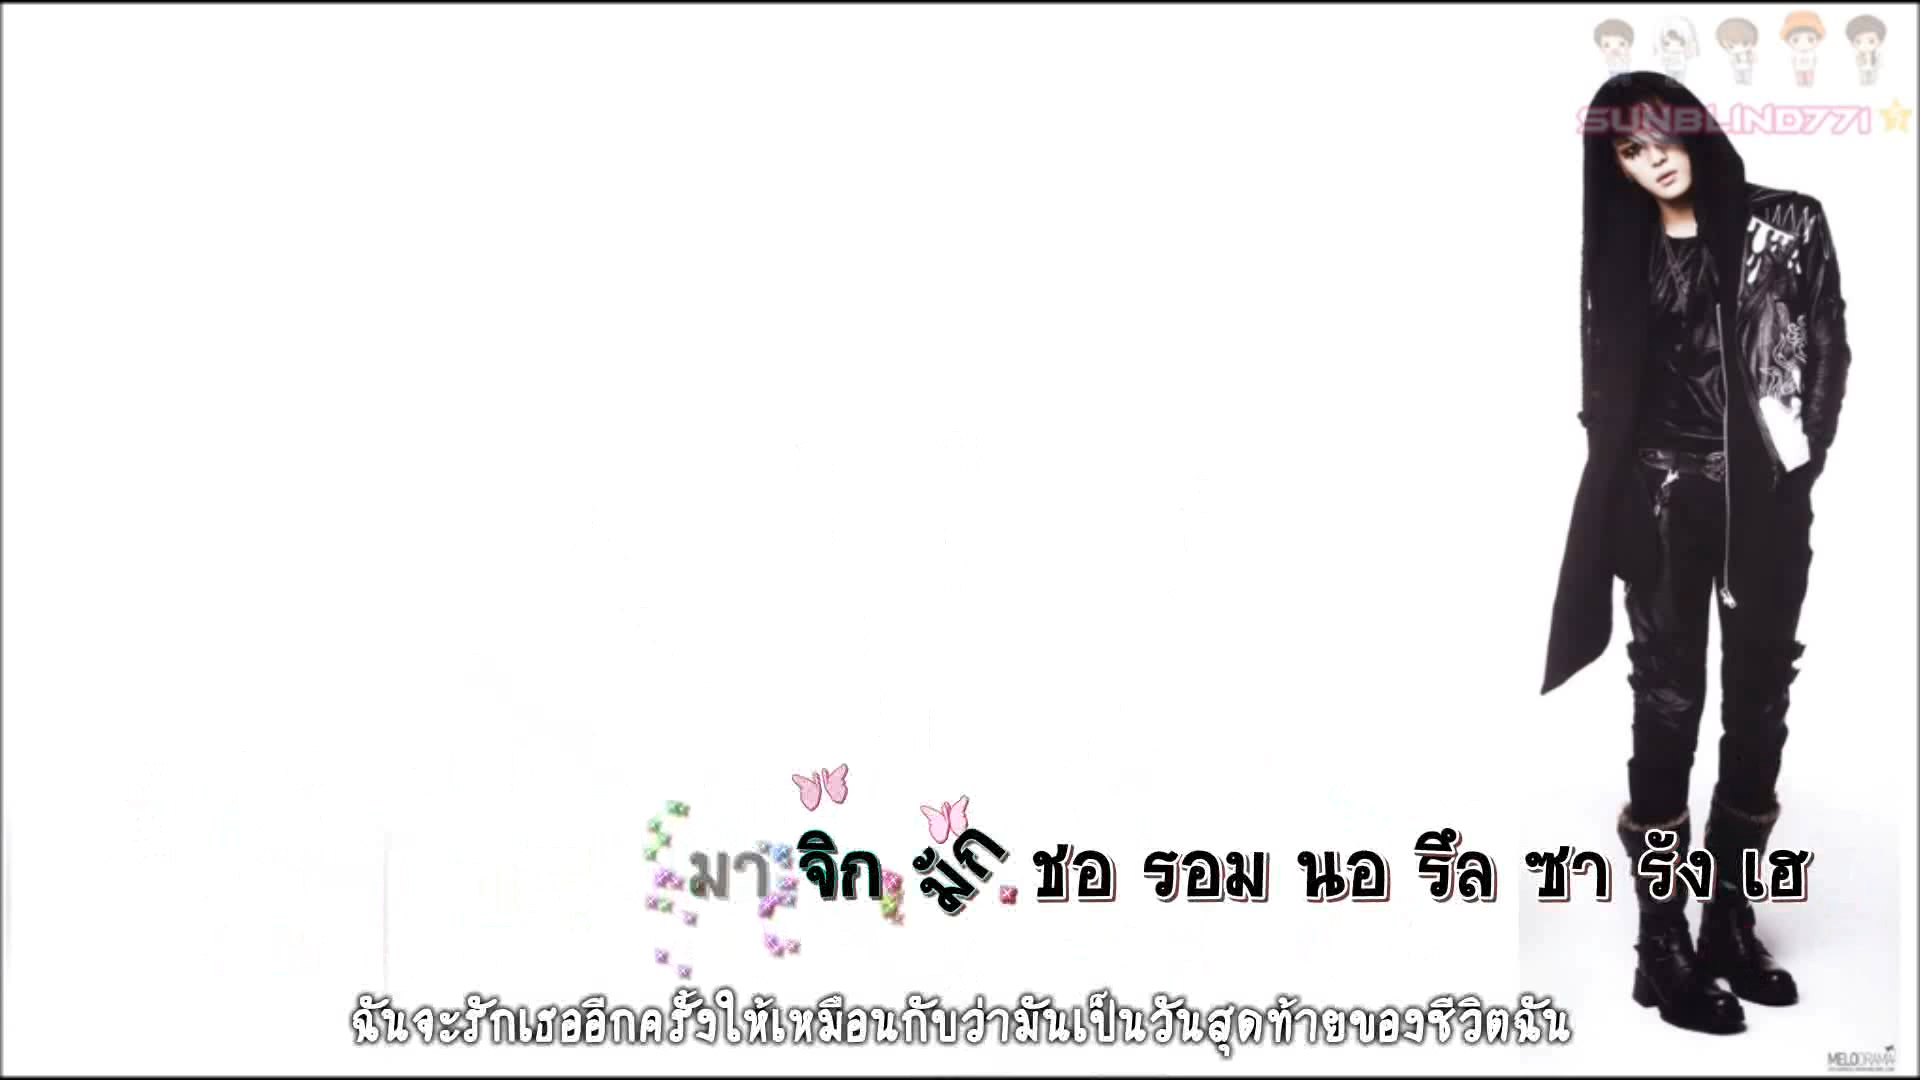 SUNBLIND771
มา จิก มัก ชอ รอม นอ รึล ซา รัง เฮ
ฉันจะรักเธออีกครั้งให้เหมือนกับว่ามันเป็นวันสุดท้ายของชีวิตฉัน
MELODRAMA